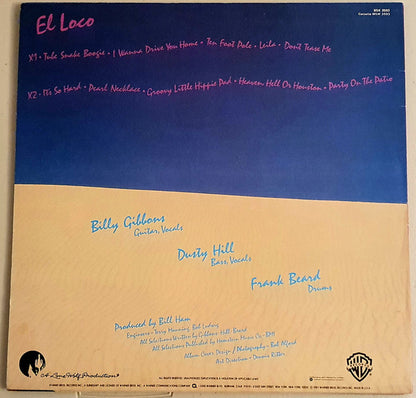 BSK 3593
Cassette M5W 3593
El Loco
X1 • Tube Snake Boogie • I Wanna Drive You Home • Ten Foot Pole • Leila • Don't Tease Me
X2 • It's So Hard • Pearl Necklace • Groovy Little Hippie Pad • Heaven, Hell Or Houston • Party On The Patio
Billy Gibbons
Guitar, Vocals
Dusty Hill
Bass, Vocals
Frank Beard
Drums
Produced by Bill Ham
Engineers - Terry Manning, Bob Ludwig
All Selections Written by Gibbons-Hill-Beard
All Selections Published by Hamstein Music Co.-BMI
Album Cover Design / Photography - Bob Alford
Art Direction - Dennis Ritter
A Lone Wolf Production